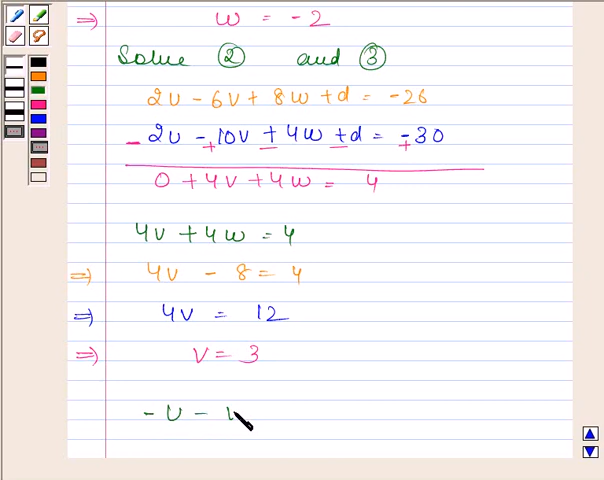 ⇒ w = -2
Solve ② and ③
2u - 6v + 8w + d = -26
- 2u - 10v + 4w + d = -30
+ - - +
0 + 4v + 4w = 4
4v + 4w = 4
⇒ 4v - 8 = 4
⇒ 4v = 12
⇒ v = 3
- u -